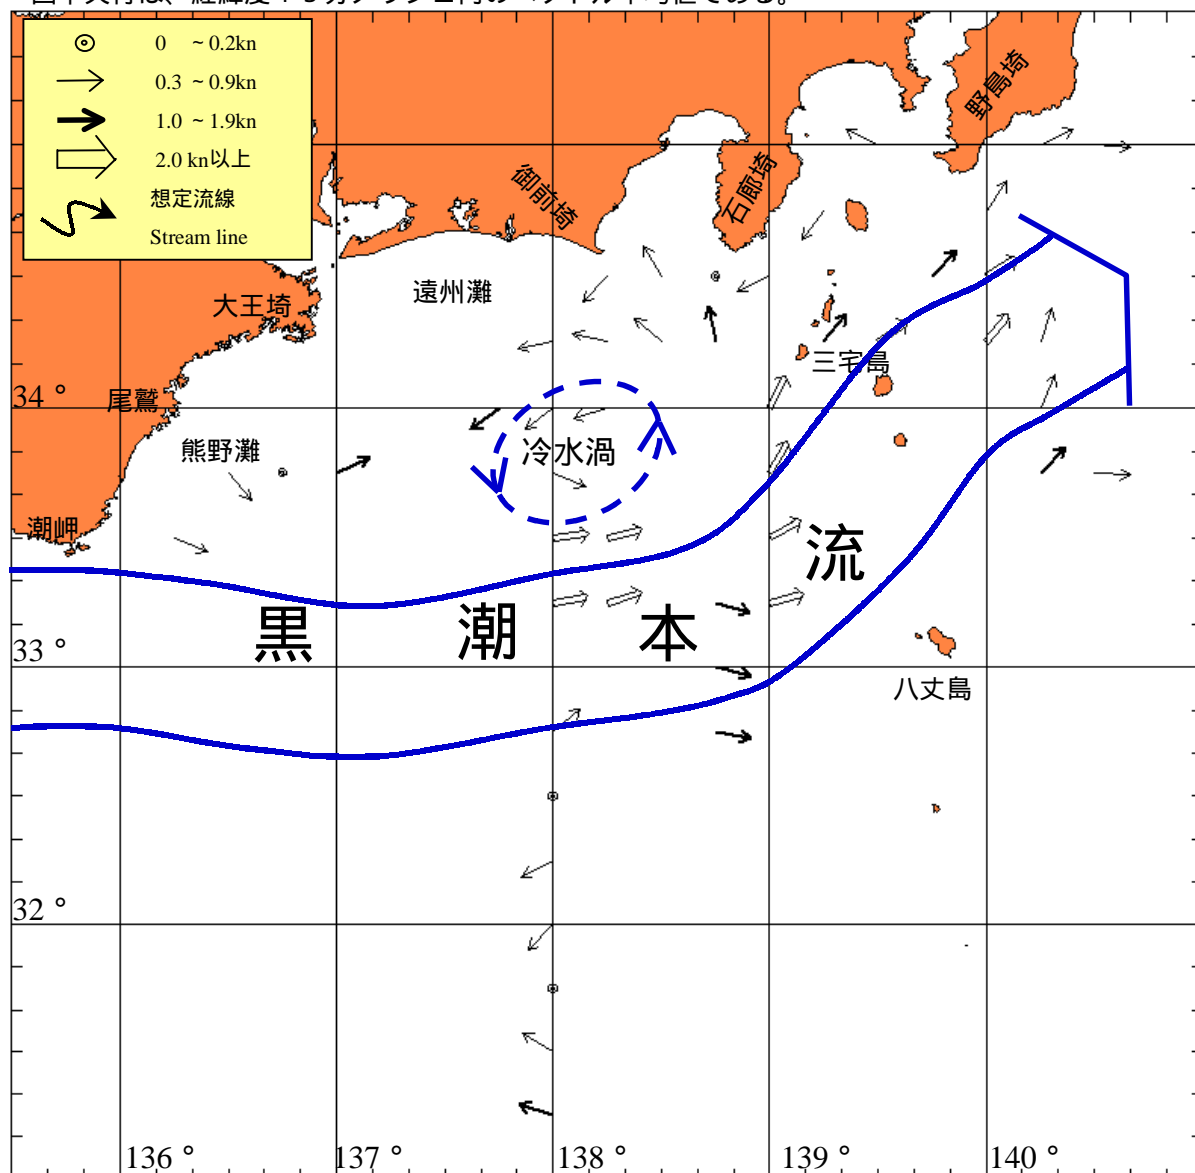 0 ~ 0.2kn
0.3 ~ 0.9kn
1.0 ~ 1.9kn
2.0 kn以上
想定流線
Stream line
野島埼
御前埼
石廊埼
大王埼
遠州灘
三宅島
34°
尾鷲
熊野灘
冷水渦
潮岬
黒潮本流
33°
八丈島
32°
136° 137° 138° 139° 140°